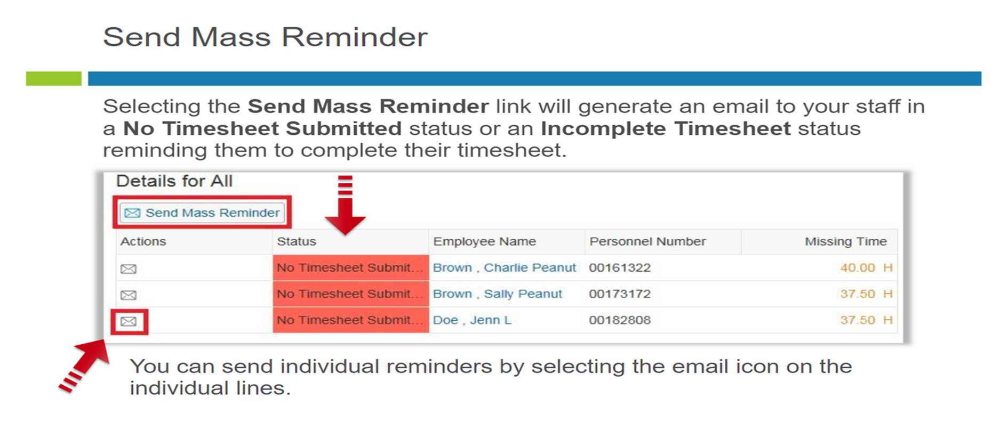 Send Mass Reminder
Selecting the Send Mass Reminder link will generate an email to your staff in
a No Timesheet Submitted status or an Incomplete Timesheet status
reminding them to complete their timesheet.
Details for All
Send Mass Reminder
Actions Status Employee Name Personnel Number Missing Time
No Timesheet Submit... Brown , Charlie Peanut 00161322 40.00 H
No Timesheet Submit... Brown , Sally Peanut 00173172 37.50 H
No Timesheet Submit... Doe , Jenn L 00182808 37.50 H
You can send individual reminders by selecting the email icon on the
individual lines.